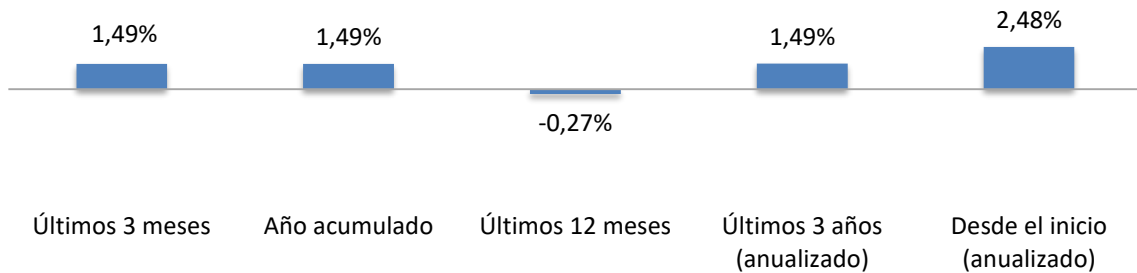 1,49%
1,49%
-0,27%
1,49%
2,48%
Últimos 3 meses
Año acumulado
Últimos 12 meses
Últimos 3 años
(anualizado)
Desde el inicio
(anualizado)